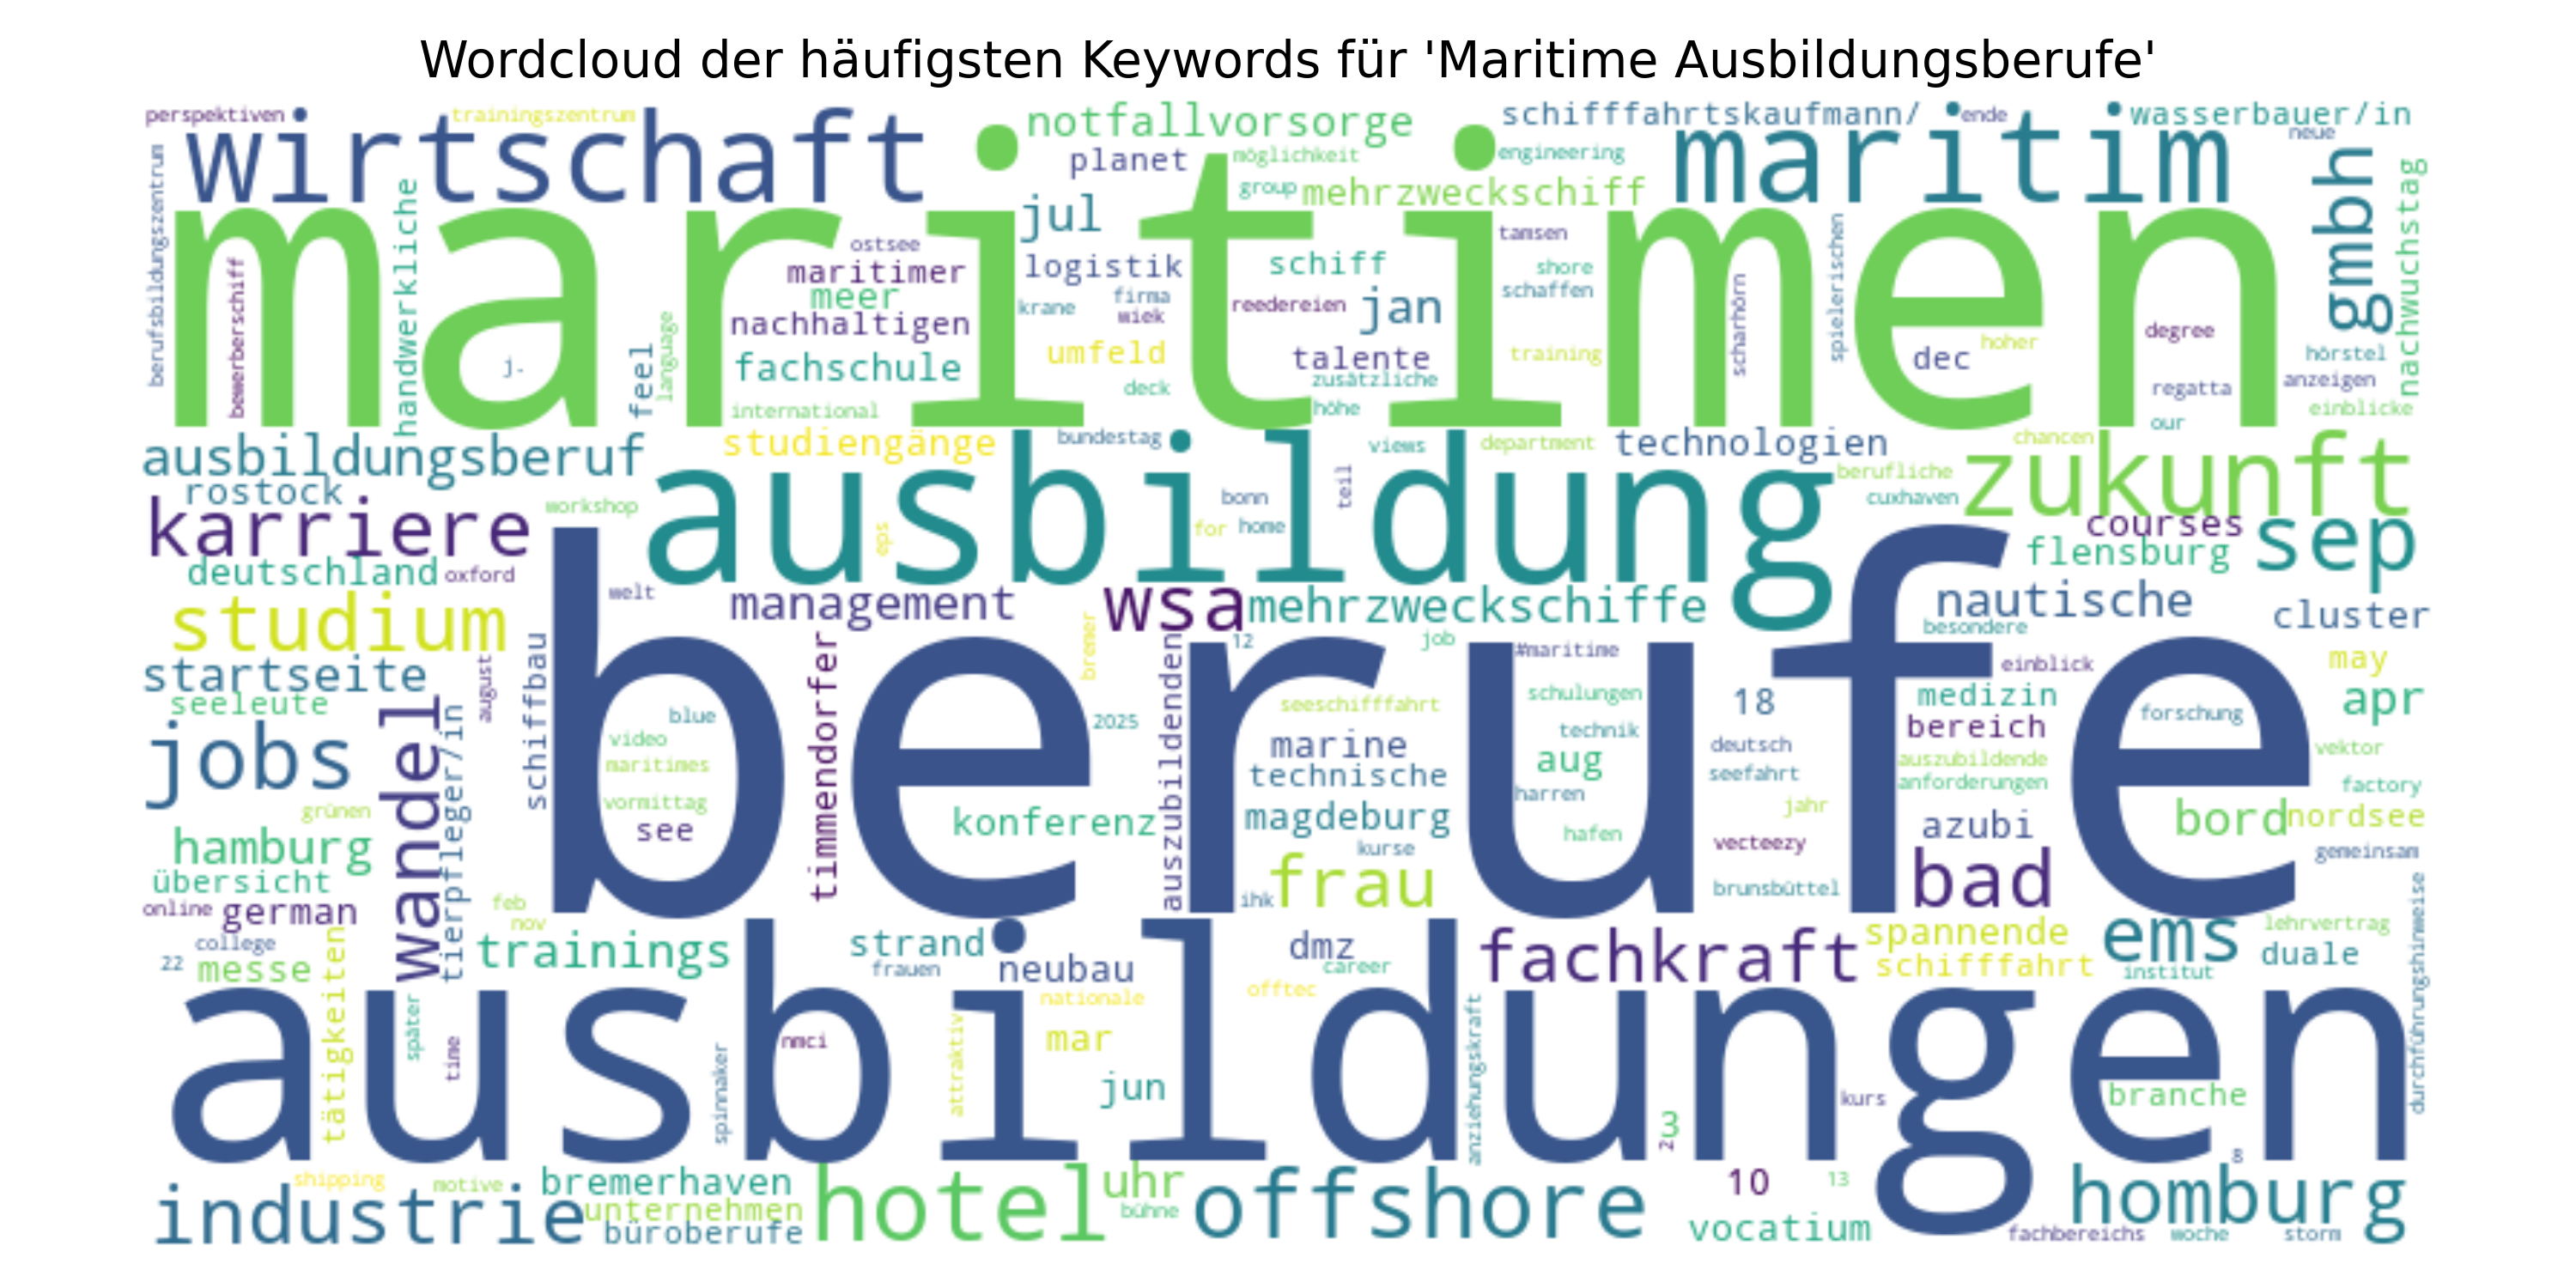 Wordcloud der häufigsten Keywords für 'Maritime Ausbildungsberufe'
perspektiven
trainingszentrum
wirtschaft
notfallvorsorge
schifffahrtskaufmann/
ende
wasserbauer/in
neue
planet
möglichkeit
engineering
maritim
gmbh
nachwuchstag
berufsbildungszentrum
bewerberschiff
handwerkliche
group
mehrzweckschiff
jul
maritimen
ostsee
maritimer
meer
nachhaltigen
fachschule
international
j.
feel
language
logistik
krane
firma
wiek
umfeld
deck
schiff
reedereien
jan
talente
zusätzliche
höhe
tamsen
shore
schaffen
training
scharhörn
spielerischen
dec
hoher
degree
regatta
our
hörstel
anzeigen
einblicke
ausbildungsberuf
rostock
studiengänge
bundestag
views
department
technologien
chancen
zukunft
berufliche
cuxhaven
karriere
workshop
ausbildung
eps
for
home
bonn
teil
courses
sep
flensburg
deutschland
oxford
studium
welt
management
wsa
mehrzweckschiffe
nautische
besondere
cluster
startseite
seeleute
august
schiffbau
berufe
bremer
12
job
#maritime
einblick
may
jobs
wandel
tierpfleger/in
blue
video
maritimes
vormittag
see
timmendorfer
2025
konferenz
auszubildenden
seeschifffahrt
marine
technische
magdeburg
kurse
schulungen
technik
aug
harren
hafen
18
deutsch
seefahrt
jahr
vecteezy
brunsbüttel
medizin
bereich
auszubildende
anforderungen
azubi
bad
forschung
apr
vektor
factory
bord
nordsee
gemeinsam
grünen
hamburg
übersicht
online
german
college
22
messe
feb
nov
trainings
strand
frauen
neubau
ihk
frau
dmz
career
fachkraft
spannende
schifffahrt
ems
institut
lehrvertrag
duale
durchführungshinweise
tätigkeiten
ausbildungen
später
time
spinnaker
nmci
attraktiv
nationale
mar
jun
offtec
anziehungskraft
3
2
kurs
branche
8
shipping
motive
industrie
bremerhaven
unternehmen
büroberufe
hotel
uhr
bühne
offshore
10
13
vocatium
homburg
fachbereichs
woche
storm